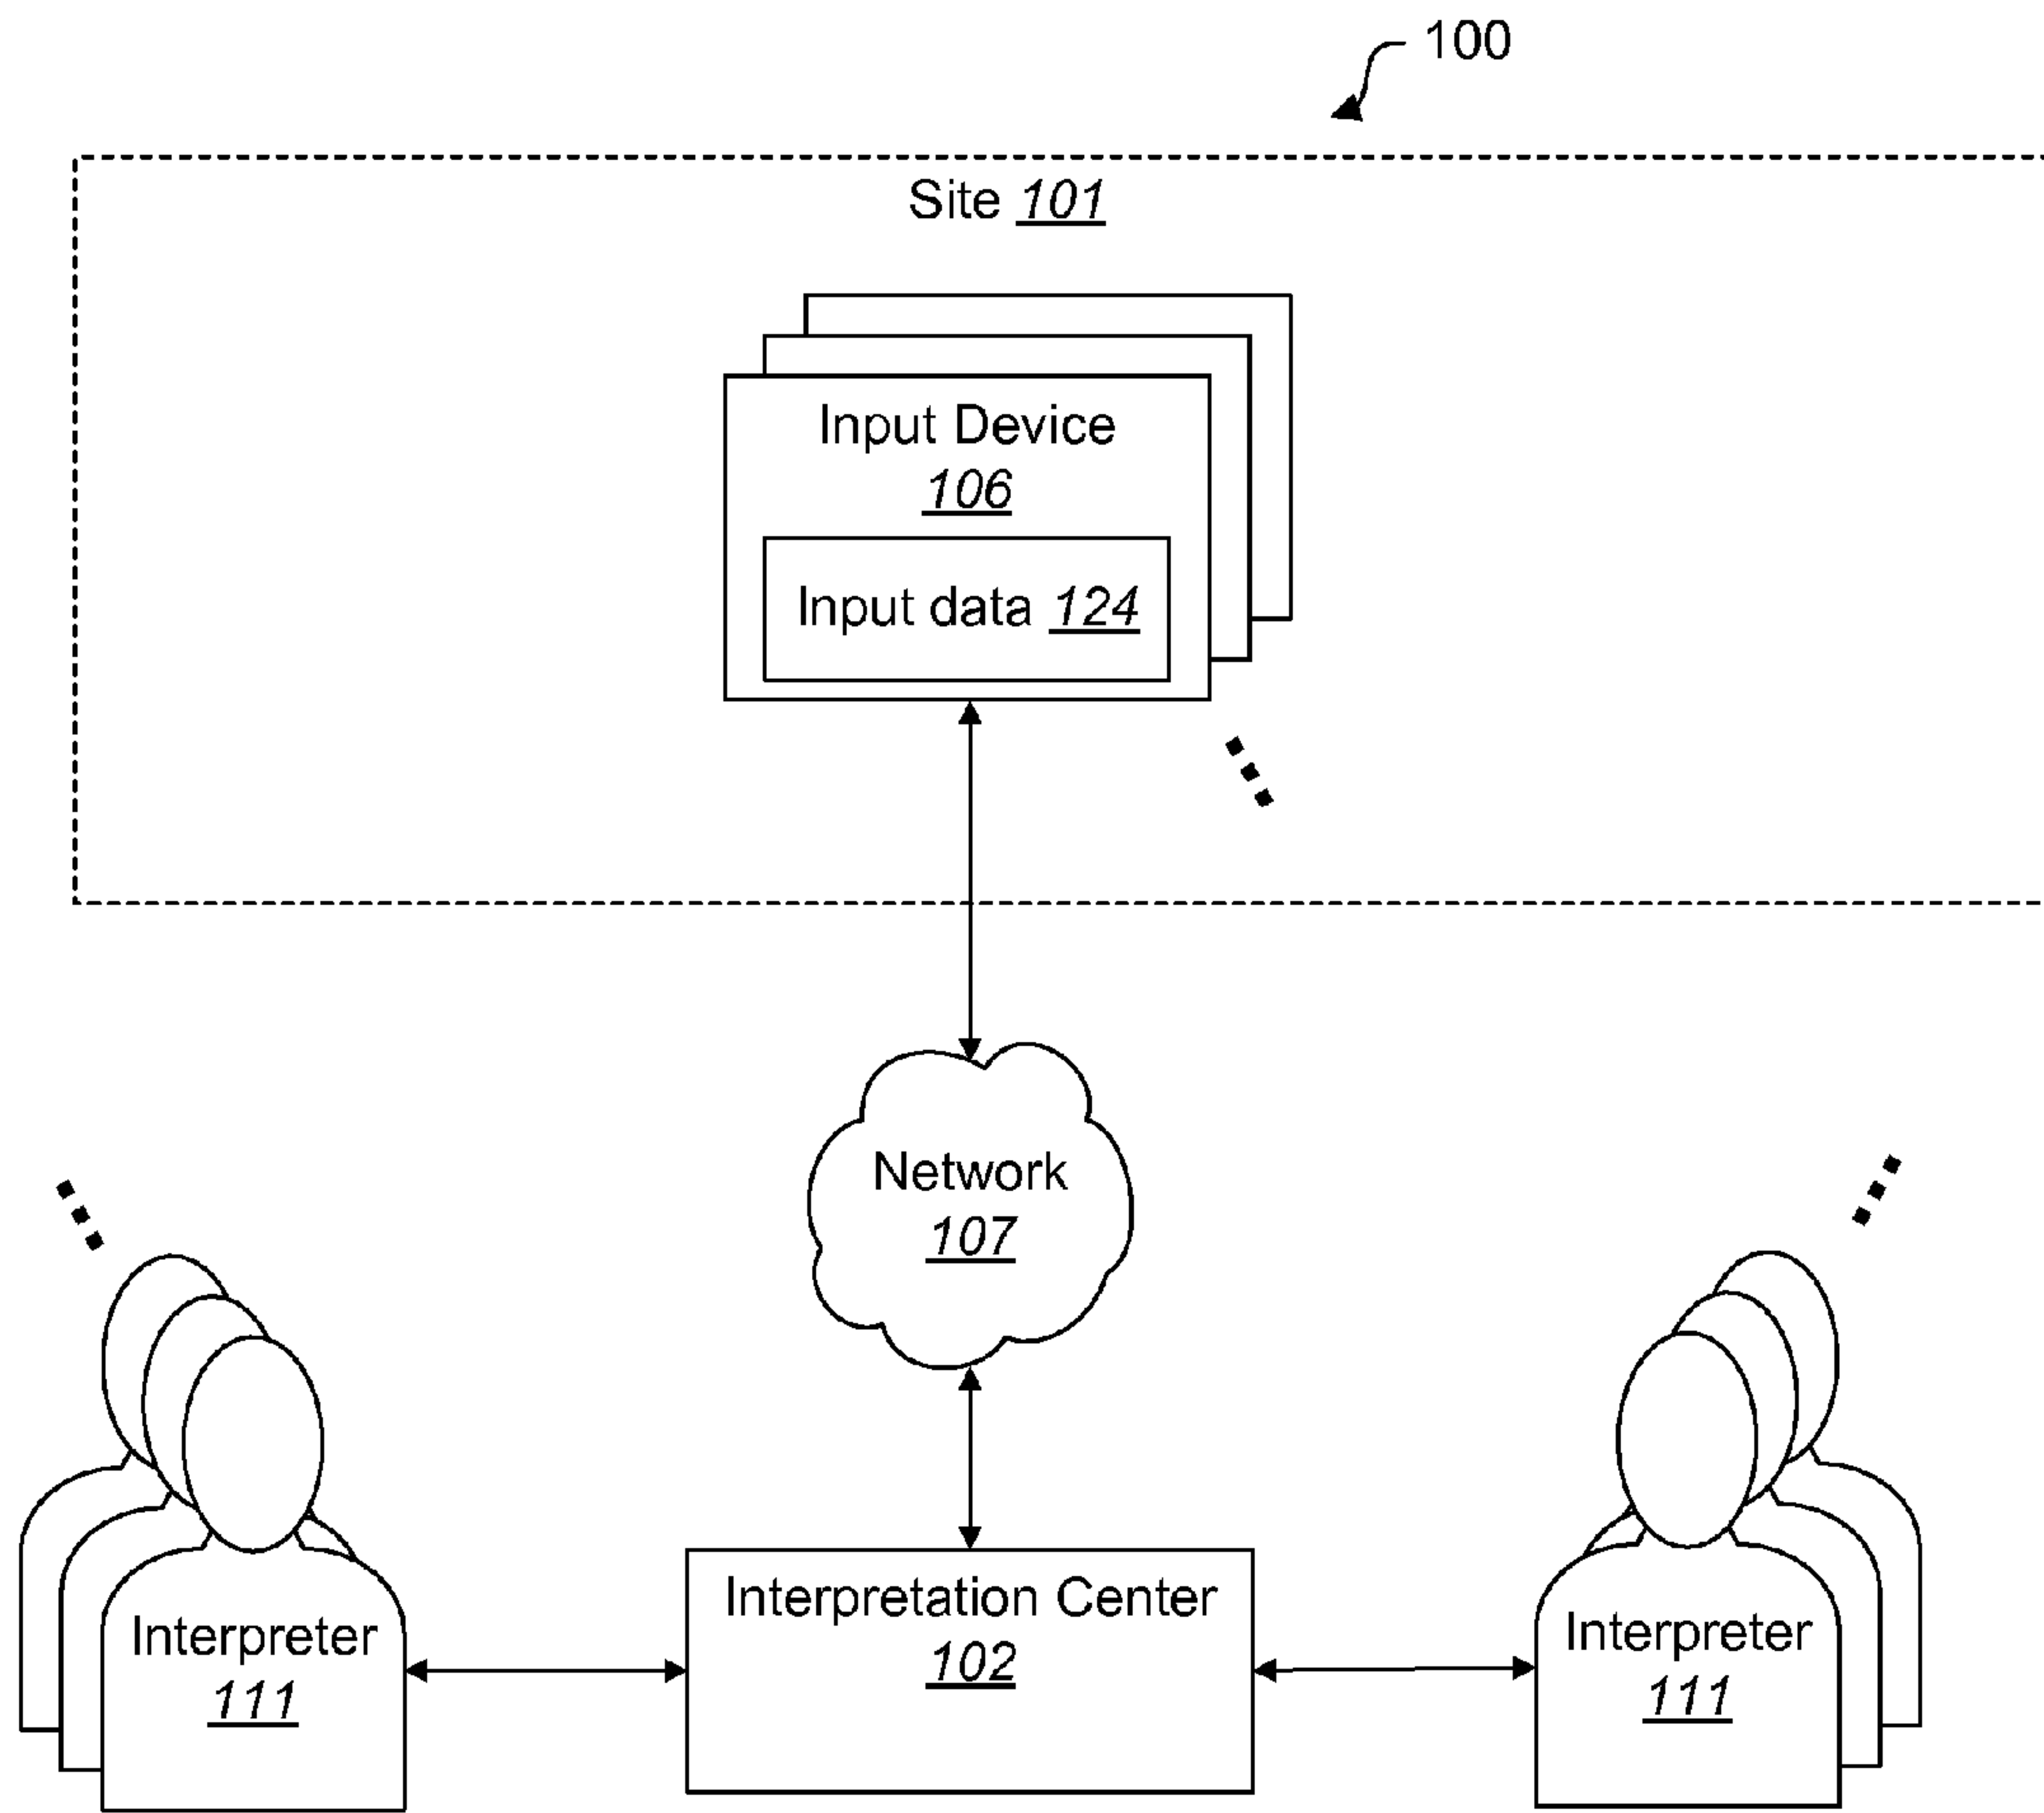 100
Site 101
Input Device
106
Input data 124
Network
107
Interpreter
111
Interpretation Center
102
Interpreter
111